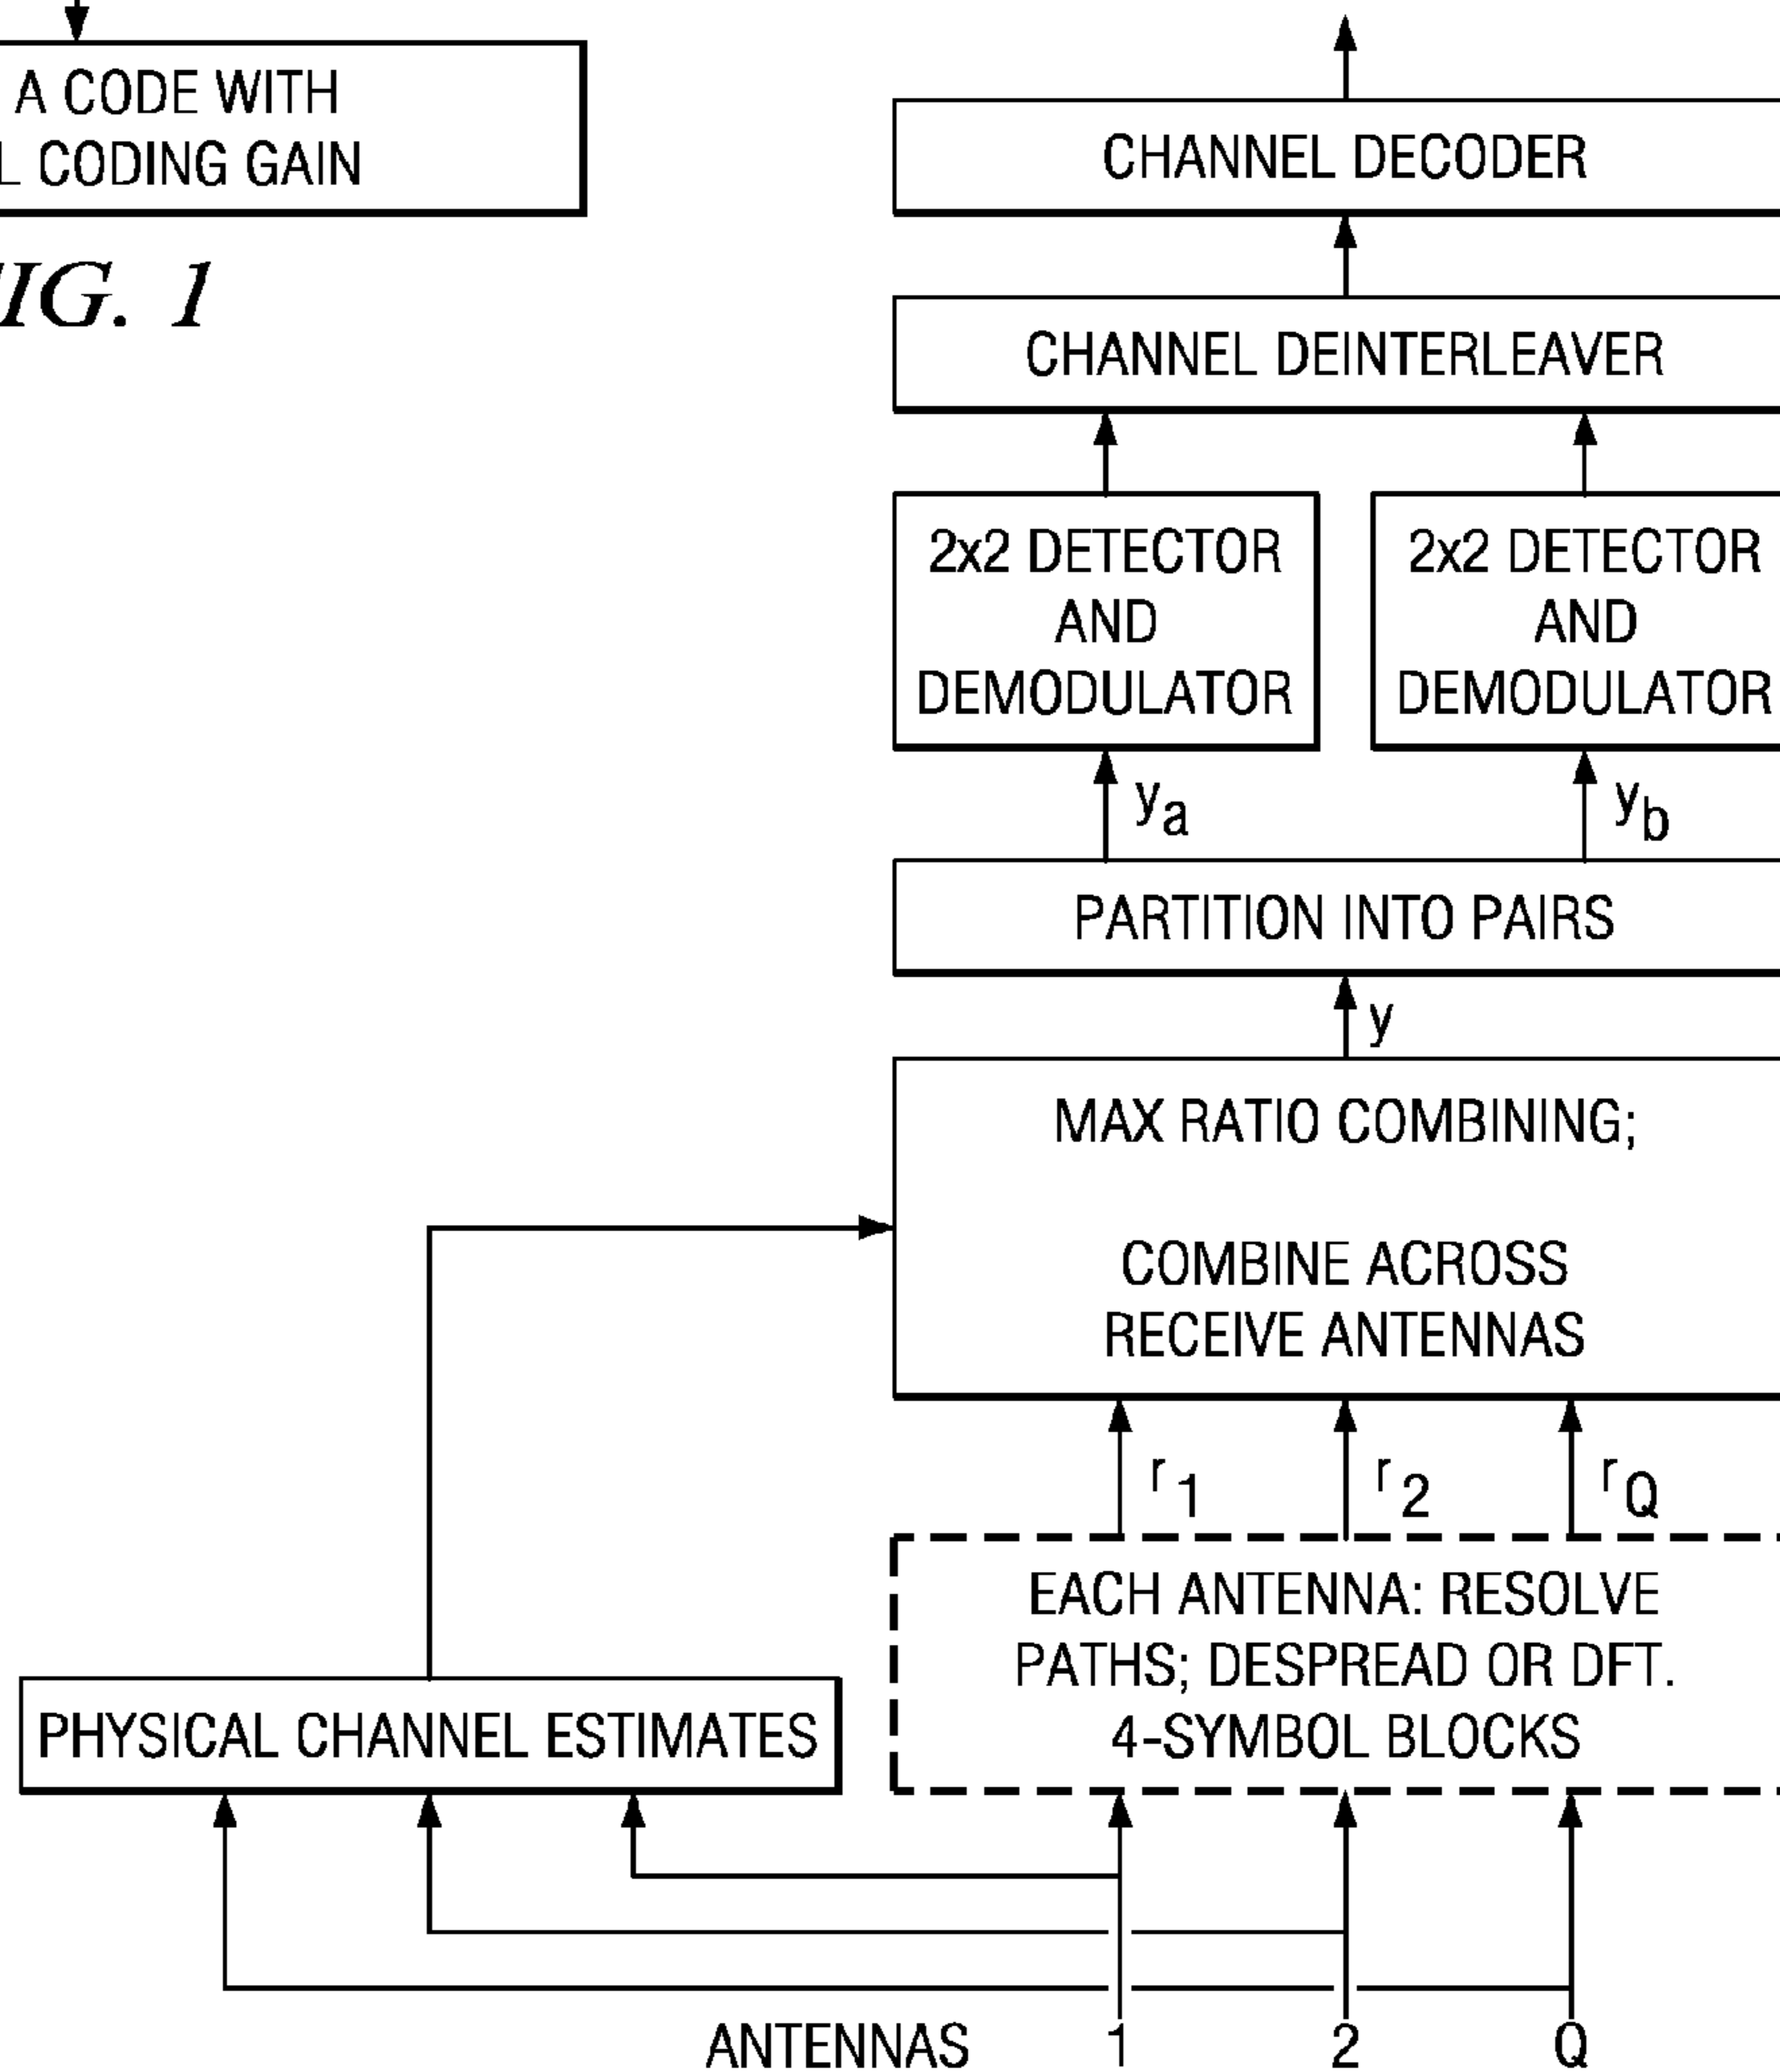 A CODE WITH
L CODING GAIN
IG. 1
CHANNEL DECODER
CHANNEL DEINTERLEAVER
2x2 DETECTOR
AND
DEMODULATOR
2x2 DETECTOR
AND
DEMODULATOR
ya
yb
PARTITION INTO PAIRS
y
MAX RATIO COMBINING;
COMBINE ACROSS
RECEIVE ANTENNAS
r1
r2
rQ
EACH ANTENNA: RESOLVE
PATHS; DESPREAD OR DFT.
4-SYMBOL BLOCKS
PHYSICAL CHANNEL ESTIMATES
ANTENNAS 1 2 Q